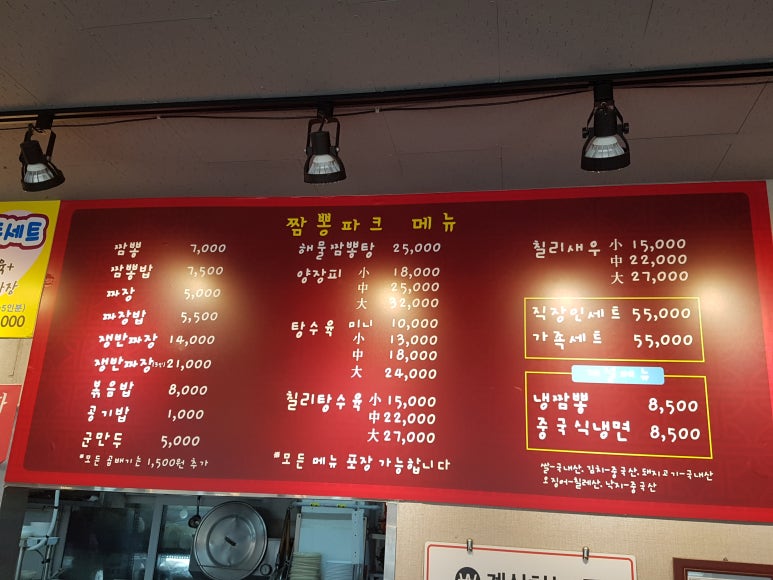 세트
육+
000
짬뽕파크 메뉴
짬뽕 7,000
짬뽕밥 7,500
짜장 5,000
짜장밥 5,500
쟁반짜장 14,000
쟁반짜장 21,000
볶음밥 8,000
공기밥 1,000
군만두 5,000
*모든 곱배기는 1,500원 추가
해물짬뽕탕 25,000
양장피 小 18,000
中 25,000
大 32,000
탕수육 미니 10,000
小 13,000
中 18,000
大 24,000
칠리탕수육 小 15,000
中 22,000
大 27,000
*모든 메뉴 포장 가능합니다
칠리새우 小 15,000
中 22,000
大 27,000
직장인세트 55,000
가족세트 55,000
메뉴
냉짬뽕 8,500
중국식냉면 8,500
쌀-국내산, 김치-중국산, 돼지고기-국내산
오징어-칠레산, 낙지-중국산